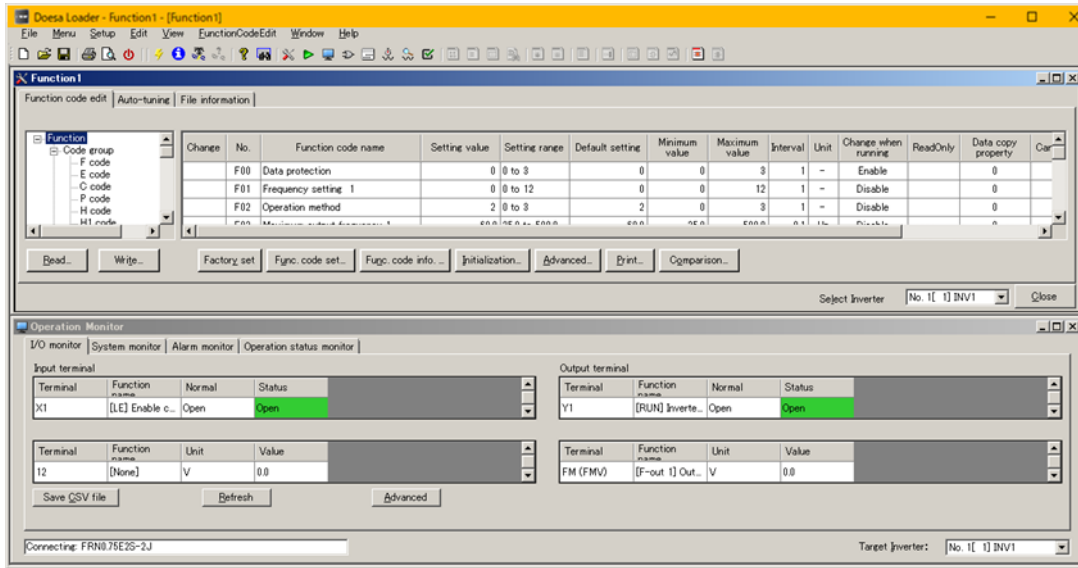 Doesa Loader - Function1 - [Function1]
File Menu Setup Edit View FunctionCodeEdit Window Help
Function1
Function code edit Auto-tuning File information
Function
Code group
F code
E code
C code
P code
H code
H1 code
Change No. Function code name Setting value Setting range Default setting Minimum value Maximum value Interval Unit Change when running ReadOnly Data copy property
F00 Data protection 0 0 to 3 0 0 3 1 - Enable 0
F01 Frequency setting 1 0 0 to 12 0 0 12 1 - Disable 0
F02 Operation method 2 0 to 3 2 0 3 1 - Disable 0
Read... Write... Factory set Func. code set... Func. code info. ... Initialization... Advanced... Print... Comparison...
Select Inverter No. 1[ 1] INV1 Close
Operation Monitor
I/O monitor System monitor Alarm monitor Operation status monitor
Input terminal Output terminal
Terminal Function name Normal Status Terminal Function name Normal Status
X1 [LE] Enable c... Open Open Y1 [RUN] Inverte... Open Open
Terminal Function name Unit Value Terminal Function name Unit Value
12 [None] V 0.0 FM (FMV) [F-out 1] Out... V 0.0
Save CSV file Refresh Advanced
Connecting: FRN0.75E2S-2J Target Inverter: No. 1[ 1] INV1